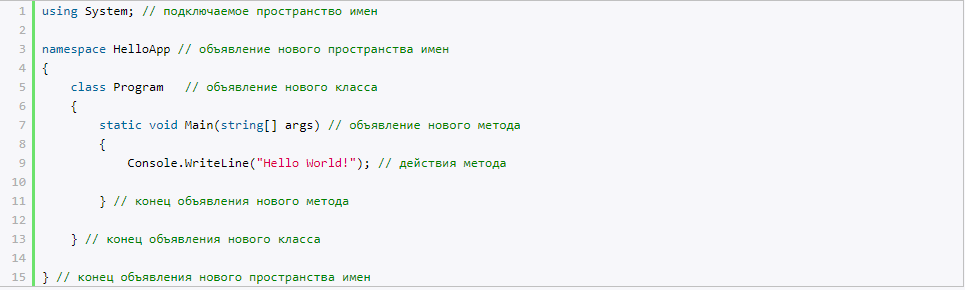 1 using System; // подключаемое пространство имен
2
3 namespace HelloApp // объявление нового пространства имен
4 {
5     class Program   // объявление нового класса
6     {
7         static void Main(string[] args) // объявление нового метода
8         {
9             Console.WriteLine("Hello World!"); // действия метода
10
11         } // конец объявления нового метода
12
13     } // конец объявления нового класса
14
15 } // конец объявления нового пространства имен